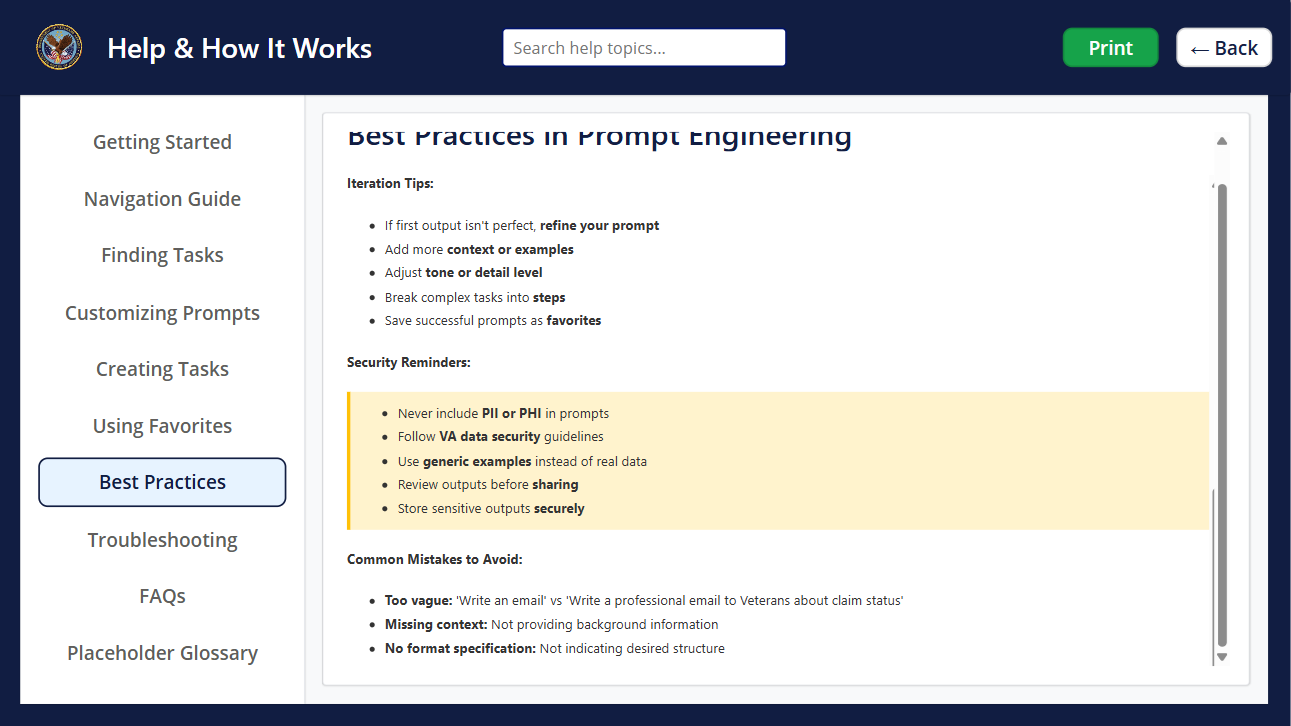 Help & How It Works
Search help topics...
Print
← Back
Getting Started
Navigation Guide
Finding Tasks
Customizing Prompts
Creating Tasks
Using Favorites
Best Practices
Troubleshooting
FAQs
Placeholder Glossary
Best Practices in Prompt Engineering
Iteration Tips:
• If first output isn't perfect, refine your prompt
• Add more context or examples
• Adjust tone or detail level
• Break complex tasks into steps
• Save successful prompts as favorites
Security Reminders:
• Never include PII or PHI in prompts
• Follow VA data security guidelines
• Use generic examples instead of real data
• Review outputs before sharing
• Store sensitive outputs securely
Common Mistakes to Avoid:
• Too vague: 'Write an email' vs 'Write a professional email to Veterans about claim status'
• Missing context: Not providing background information
• No format specification: Not indicating desired structure